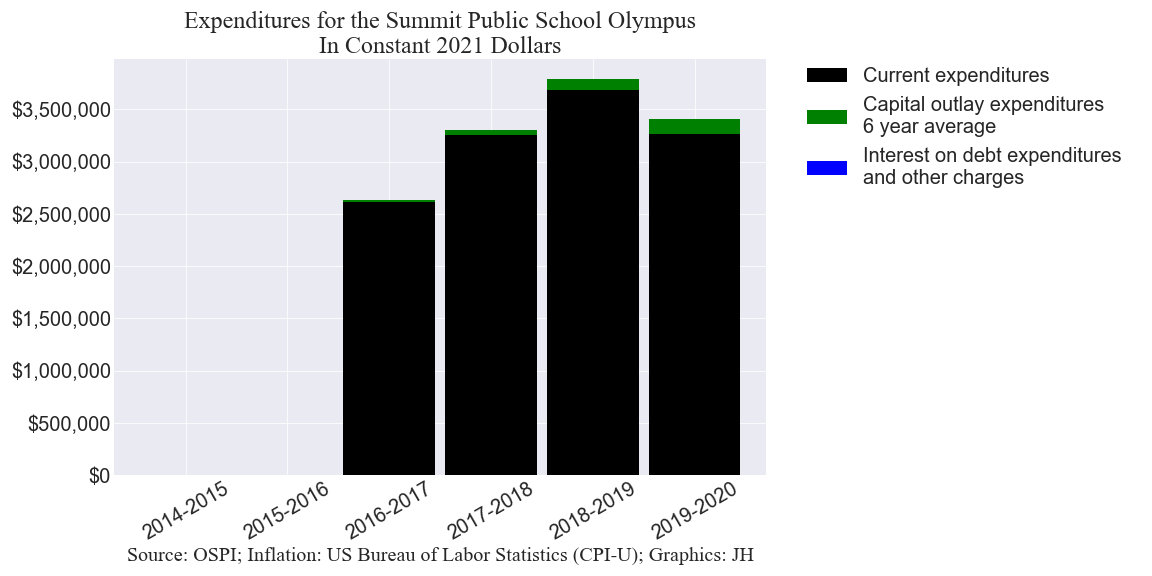 Expenditures for the Summit Public School Olympus
In Constant 2021 Dollars
$3,500,000
$3,000,000
$2,500,000
$2,000,000
$1,500,000
$1,000,000
$500,000
$0
2014-2015
2015-2016
2016-2017
2017-2018
2018-2019
2019-2020
Current expenditures
Capital outlay expenditures
6 year average
Interest on debt expenditures
and other charges
Source: OSPI; Inflation: US Bureau of Labor Statistics (CPI-U); Graphics: JH